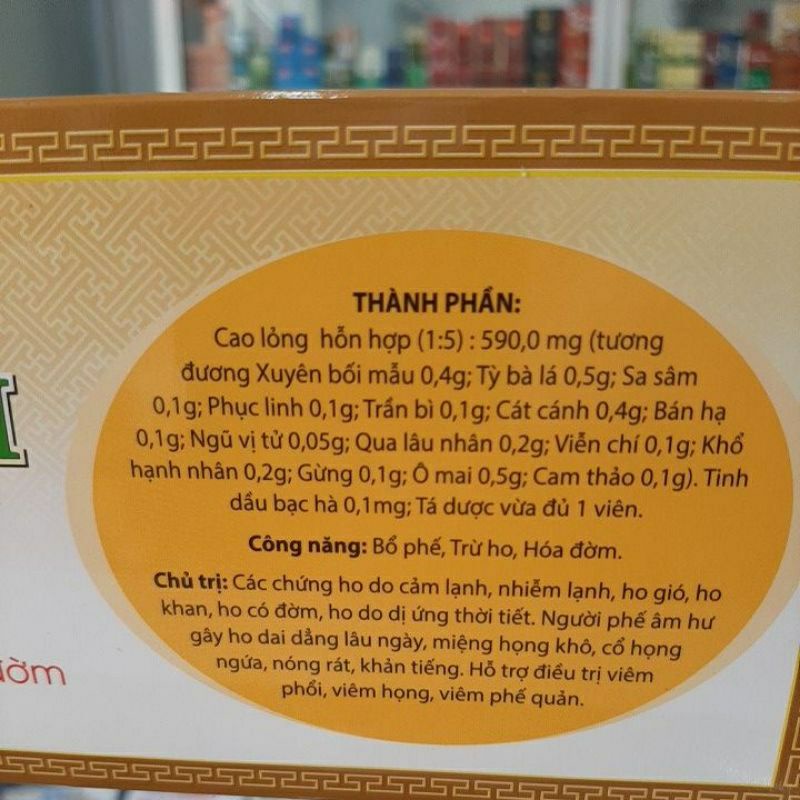 THÀNH PHẦN:
Cao lỏng hỗn hợp (1:5) : 590,0 mg (tương
đương Xuyên bối mẫu 0,4g; Tỳ bà lá 0,5g; Sa sâm
0,1g; Phục linh 0,1g; Trần bì 0,1g; Cát cánh 0,4g; Bán hạ
0,1g; Ngũ vị tử 0,05g; Qua lâu nhân 0,2g; Viễn chí 0,1g; Khổ
hạnh nhân 0,2g; Gừng 0,1g; Ô mai 0,5g; Cam thảo 0,1g). Tinh
dầu bạc hà 0,1mg; Tá dược vừa đủ 1 viên.
Công năng: Bổ phế, Trừ ho, Hóa đờm.
Chủ trị: Các chứng ho do cảm lạnh, nhiễm lạnh, ho gió, ho
khan, ho có đờm, ho do dị ứng thời tiết. Người phế âm hư
gây ho dai dẳng lâu ngày, miệng họng khô, cổ họng
ngứa, nóng rát, khản tiếng. Hỗ trợ điều trị viêm
phổi, viêm họng, viêm phế quản.